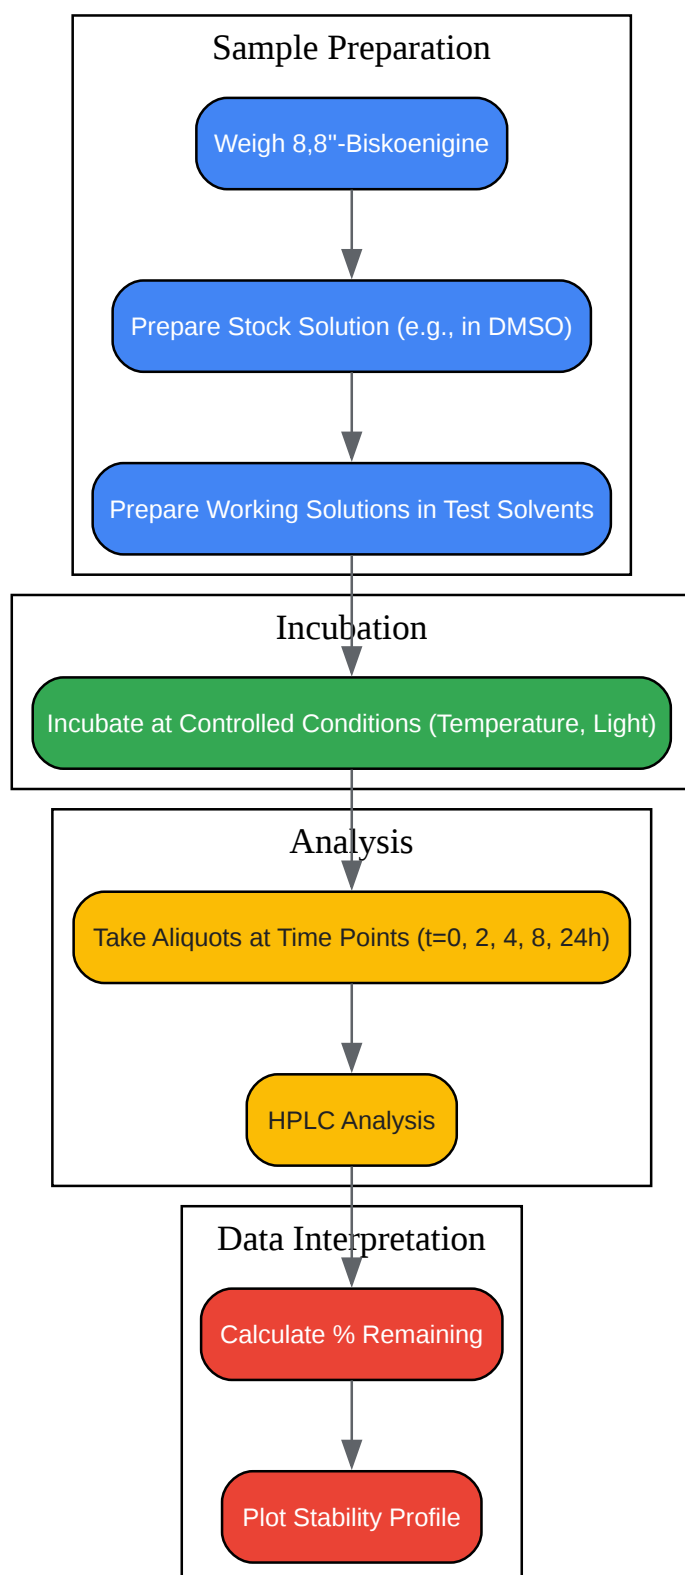 Sample Preparation
Weigh 8,8"-Biskoenigine
Prepare Stock Solution (e.g., in DMSO)
Prepare Working Solutions in Test Solvents
Incubation
Incubate at Controlled Conditions (Temperature, Light)
Analysis
Take Aliquots at Time Points (t=0, 2, 4, 8, 24h)
HPLC Analysis
Data Interpretation
Calculate % Remaining
Plot Stability Profile